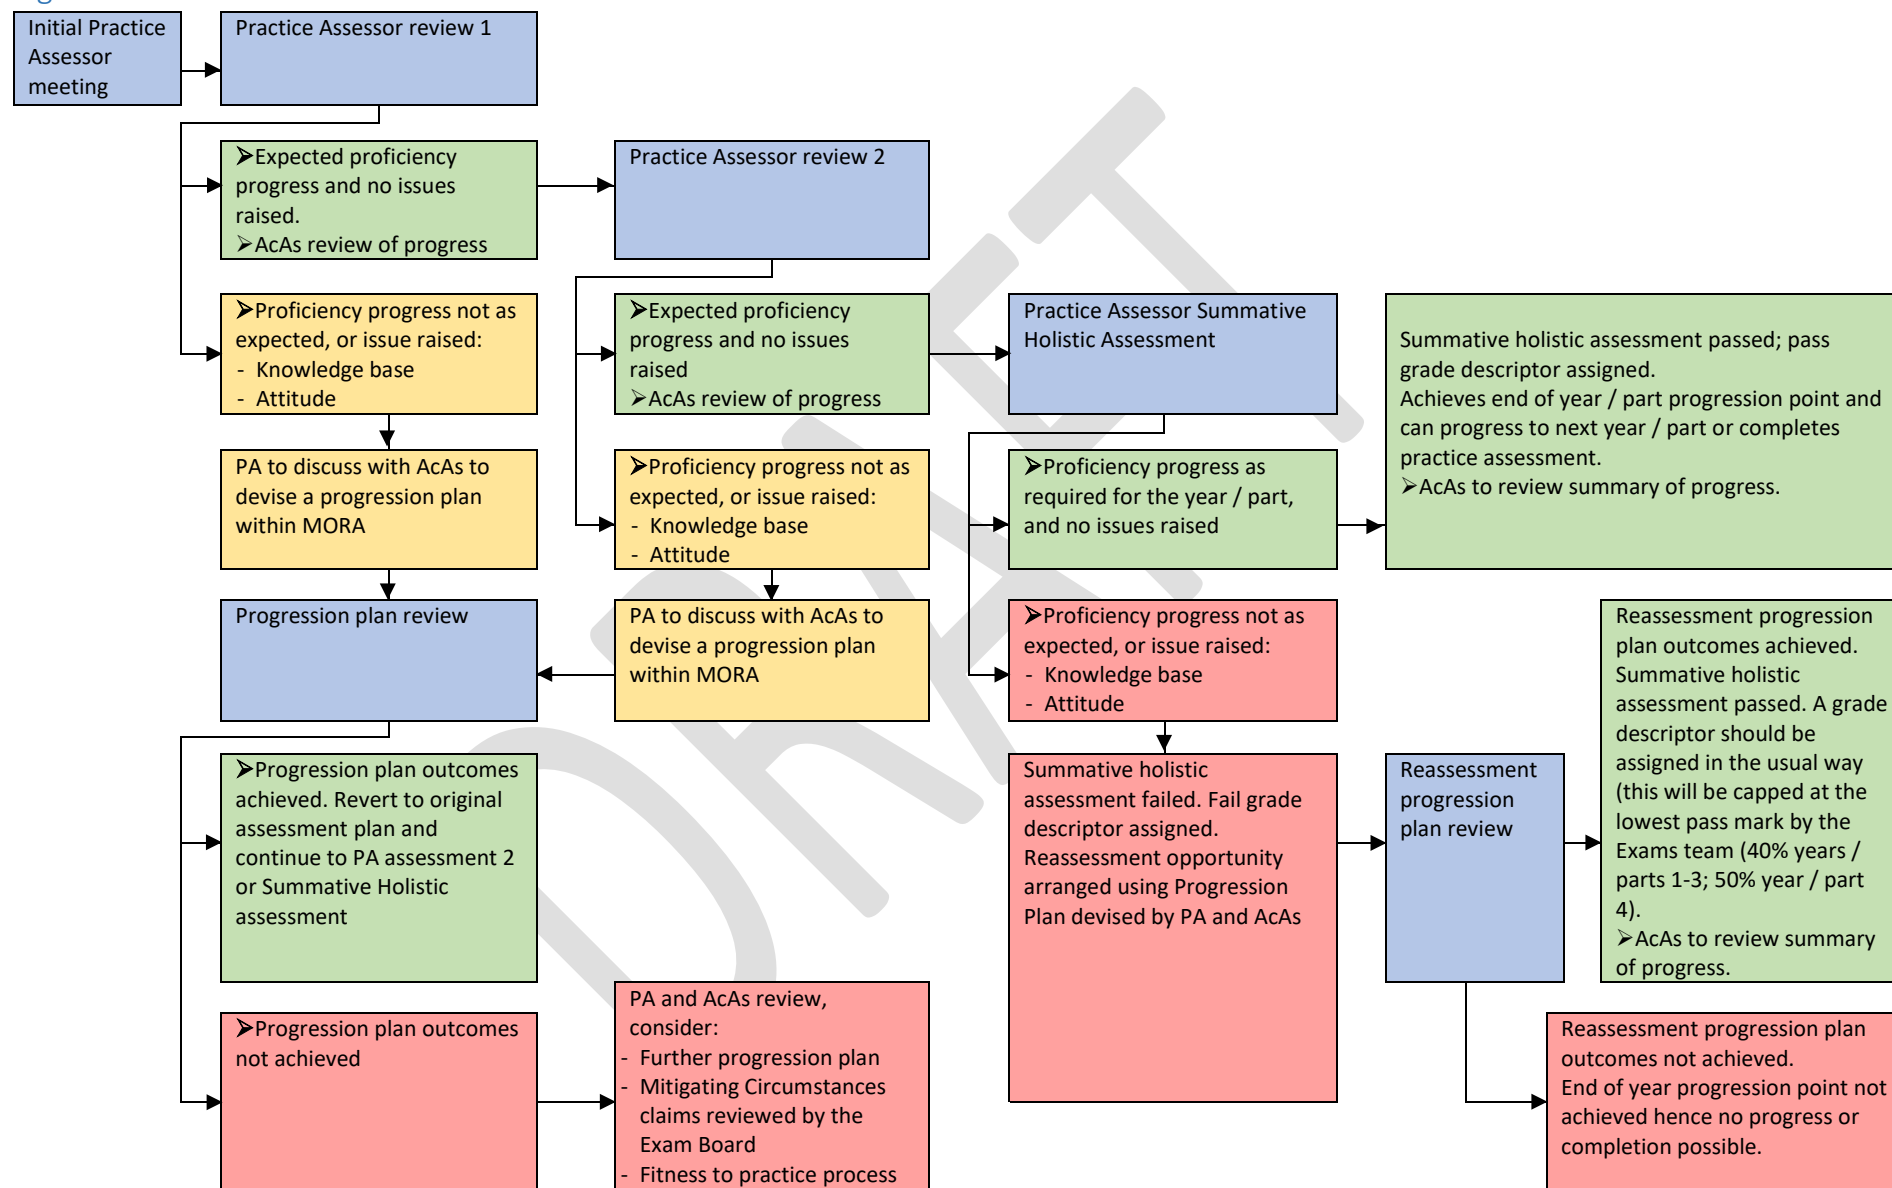 Initial Practice
Assessor
meeting
Practice Assessor review 1
➢Expected proficiency
progress and no issues
raised.
➢AcAs review of progress
Practice Assessor review 2
➢Proficiency progress not as
expected, or issue raised:
- Knowledge base
- Attitude
➢Expected proficiency
progress and no issues
raised
➢AcAs review of progress
Practice Assessor Summative
Holistic Assessment
Summative holistic assessment passed; pass
grade descriptor assigned.
Achieves end of year / part progression point and
can progress to next year / part or completes
practice assessment.
➢AcAs to review summary of progress.
PA to discuss with AcAs to
devise a progression plan
within MORA
➢Proficiency progress not as
expected, or issue raised:
- Knowledge base
- Attitude
➢Proficiency progress as
required for the year / part,
and no issues raised
Progression plan review
PA to discuss with AcAs to
devise a progression plan
within MORA
➢Proficiency progress not as
expected, or issue raised:
- Knowledge base
- Attitude
Reassessment progression
plan outcomes achieved.
Summative holistic
assessment passed. A grade
descriptor should be
assigned in the usual way
(this will be capped at the
lowest pass mark by the
Exams team (40% years /
parts 1-3; 50% year / part
4).
➢AcAs to review summary
of progress.
➢Progression plan outcomes
achieved. Revert to original
assessment plan and
continue to PA assessment 2
or Summative Holistic
assessment
Summative holistic
assessment failed. Fail grade
descriptor assigned.
Reassessment opportunity
arranged using Progression
Plan devised by PA and AcAs
Reassessment
progression
plan review
➢Progression plan outcomes
not achieved
PA and AcAs review,
consider:
- Further progression plan
- Mitigating Circumstances
claims reviewed by the
Exam Board
- Fitness to practice process
Reassessment progression plan
outcomes not achieved.
End of year progression point not
achieved hence no progress or
completion possible.
DRAFT